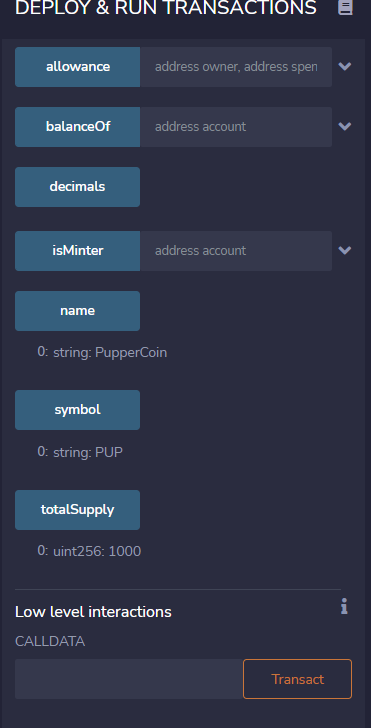 DEPLOY & RUN TRANSACTIONS
allowance address owner, address spen
balanceOf address account
decimals
isMinter address account
name
0: string: PupperCoin
symbol
0: string: PUP
totalSupply
0: uint256: 1000
Low level interactions
CALLDATA
Transact